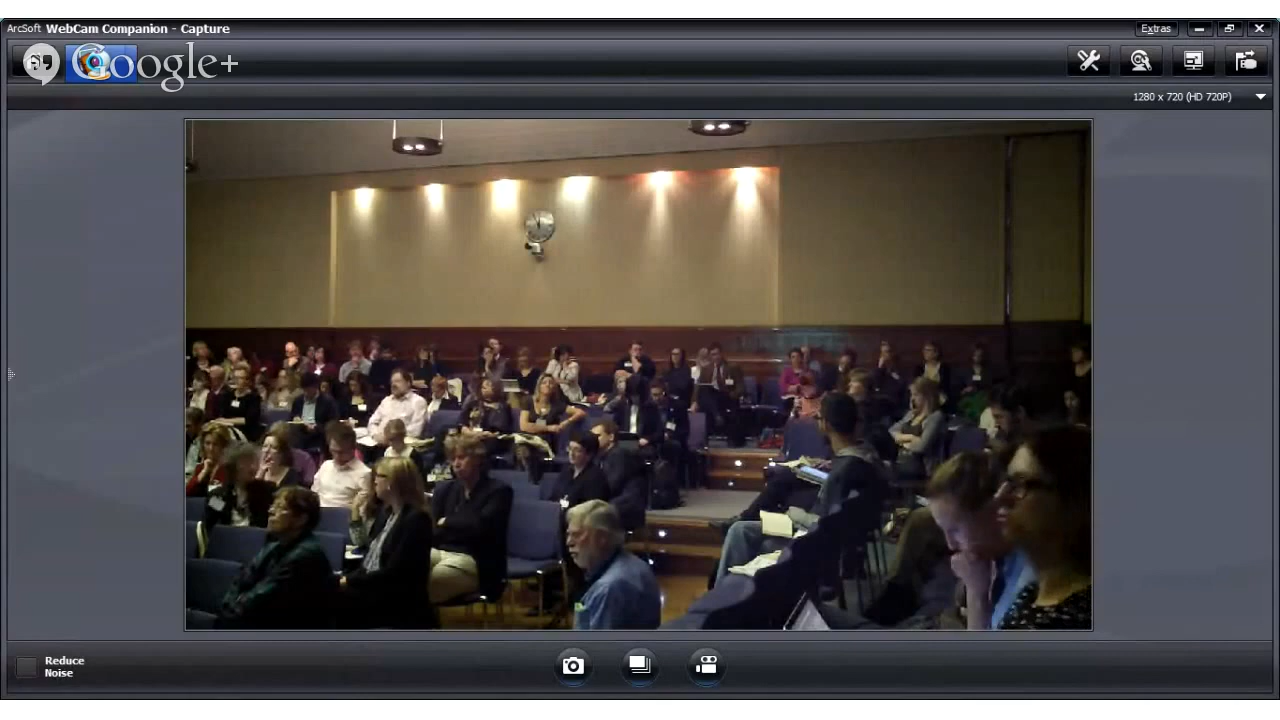 ArcSoft WebCam Companion - Capture
Extras
Google+
1280 x 720 (HD 720P)
Reduce
Noise